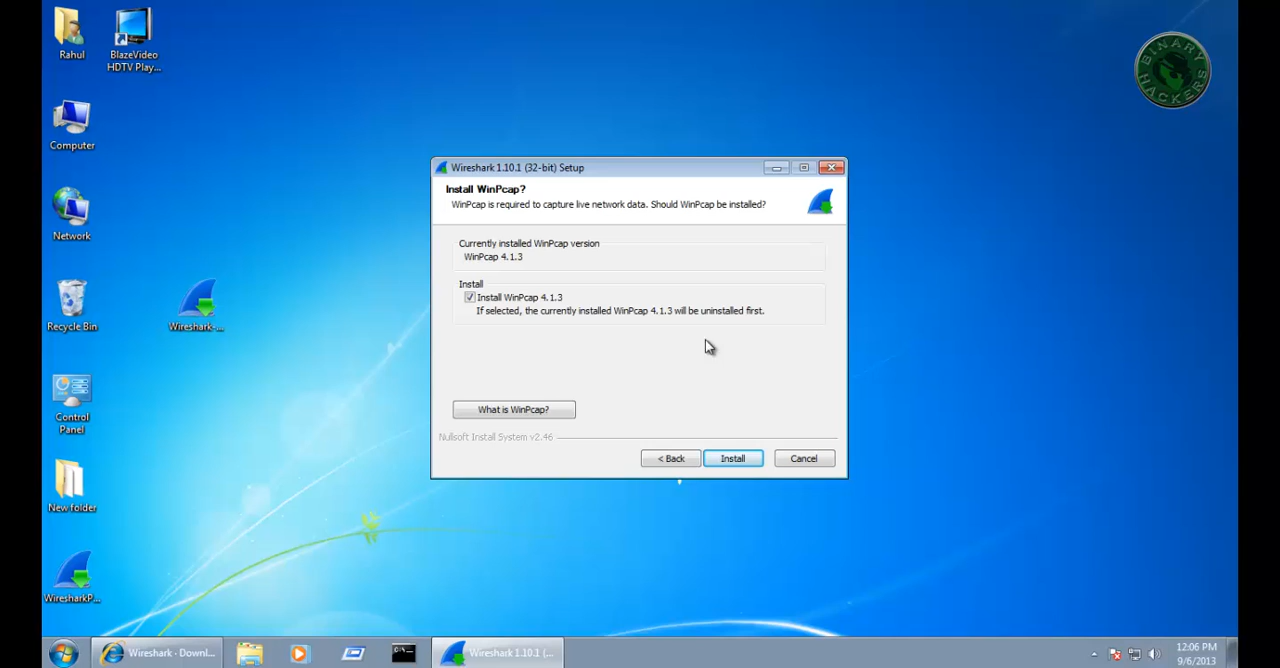 Rahul
BlazeVideo
HDTV Play...
BINARY
HACKERS
Computer
Network
Recycle Bin
Wireshark-...
Control
Panel
New folder
WiresharkP...
Wireshark 1.10.1 (32-bit) Setup
Install WinPcap?
WinPcap is required to capture live network data. Should WinPcap be installed?
Currently installed WinPcap version
WinPcap 4.1.3
Install
Install WinPcap 4.1.3
If selected, the currently installed WinPcap 4.1.3 will be uninstalled first.
What is WinPcap?
Nullsoft Install System v2.46
< Back
Install
Cancel
Wireshark · Downl...
Wireshark 1.10.1 (...
12:06 PM
9/6/2013